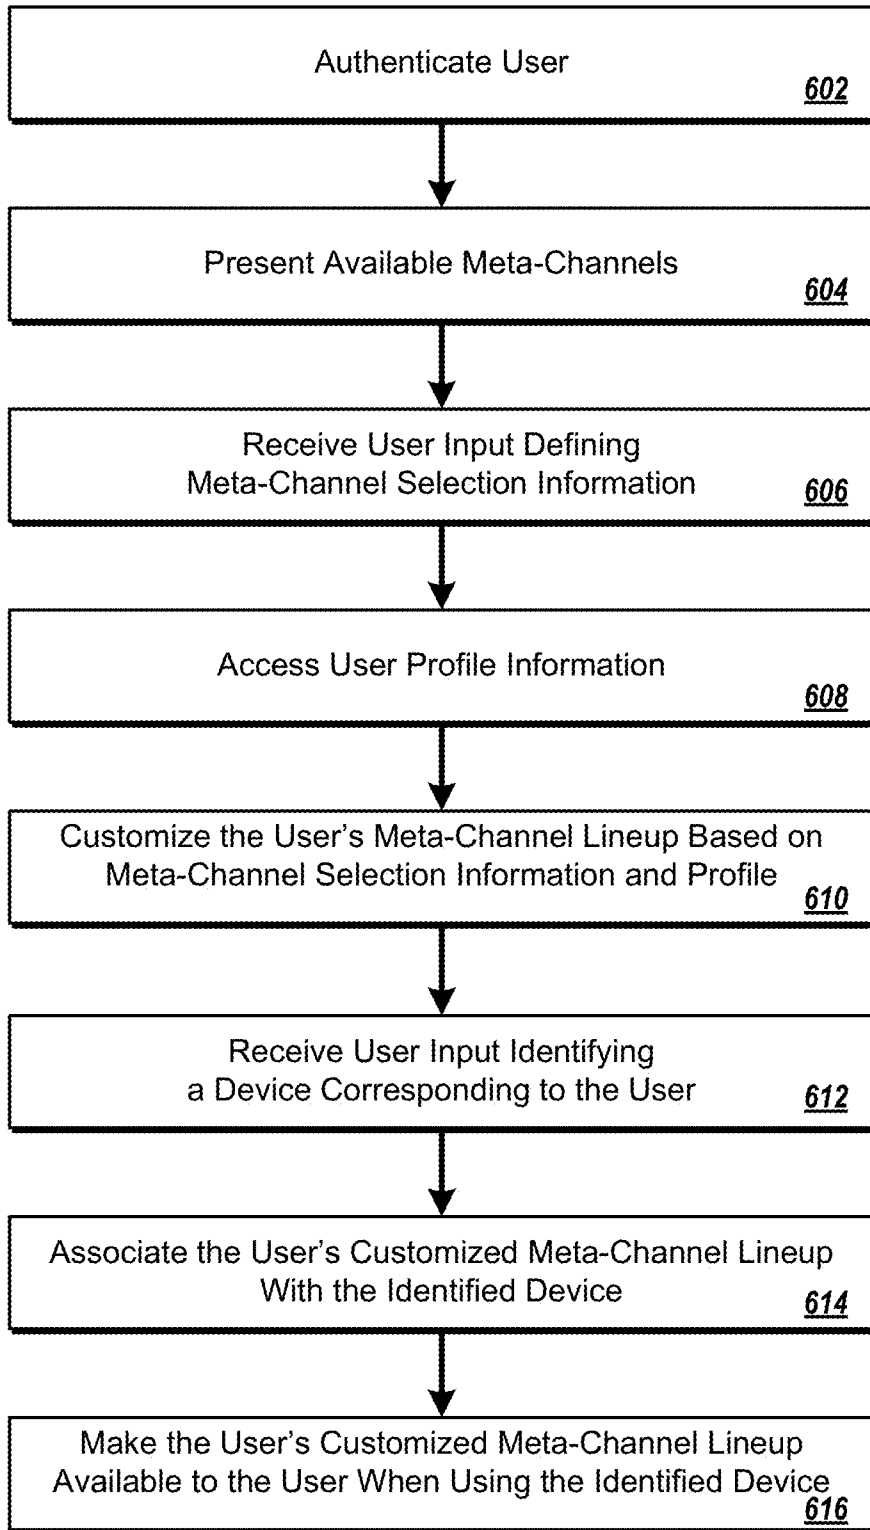 Authenticate User
602
Present Available Meta-Channels
604
Receive User Input Defining
Meta-Channel Selection Information
606
Access User Profile Information
608
Customize the User's Meta-Channel Lineup Based on
Meta-Channel Selection Information and Profile
610
Receive User Input Identifying
a Device Corresponding to the User
612
Associate the User's Customized Meta-Channel Lineup
With the Identified Device
614
Make the User's Customized Meta-Channel Lineup
Available to the User When Using the Identified Device
616